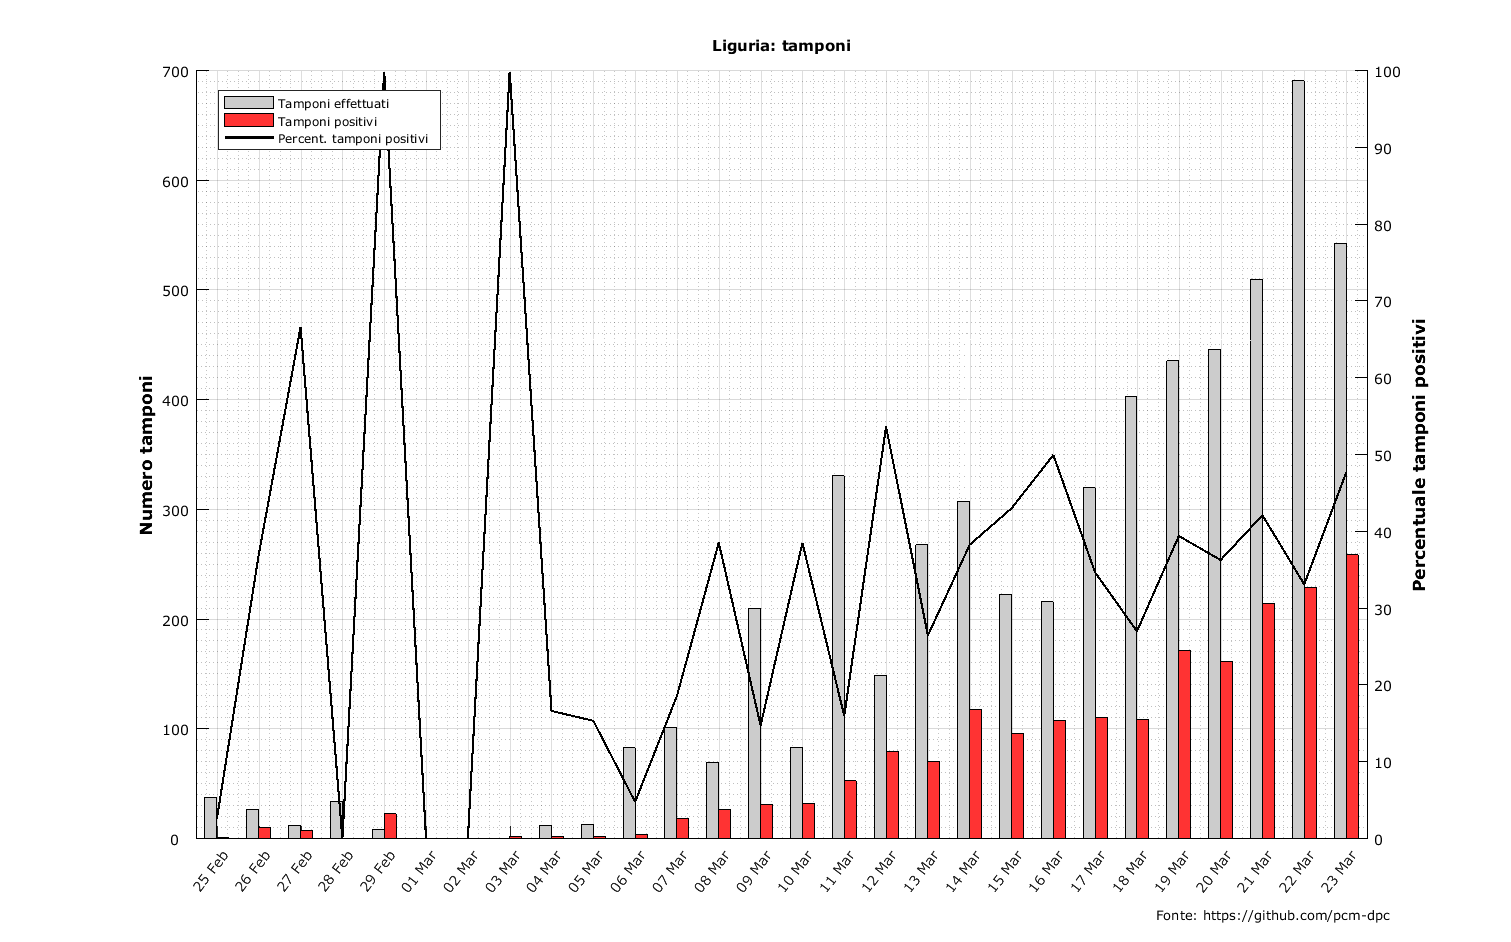 Liguria: tamponi
Tamponi effettuati
Tamponi positivi
Percent. tamponi positivi
Numero tamponi
700
600
500
400
300
200
100
0
100
90
80
70
60
50
40
30
20
10
0
Percentuale tamponi positivi
25 Feb
26 Feb
27 Feb
28 Feb
29 Feb
01 Mar
02 Mar
03 Mar
04 Mar
05 Mar
06 Mar
07 Mar
08 Mar
09 Mar
10 Mar
11 Mar
12 Mar
13 Mar
14 Mar
15 Mar
16 Mar
17 Mar
18 Mar
19 Mar
20 Mar
21 Mar
22 Mar
23 Mar
Fonte: https://github.com/pcm-dpc